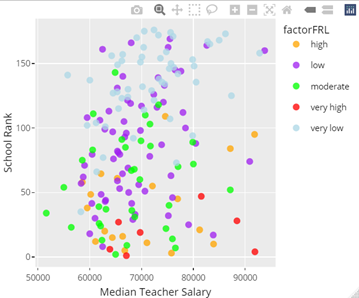 factorFRL
high
low
moderate
very high
very low
School Rank
150
100
50
0
50000 60000 70000 80000 90000
Median Teacher Salary